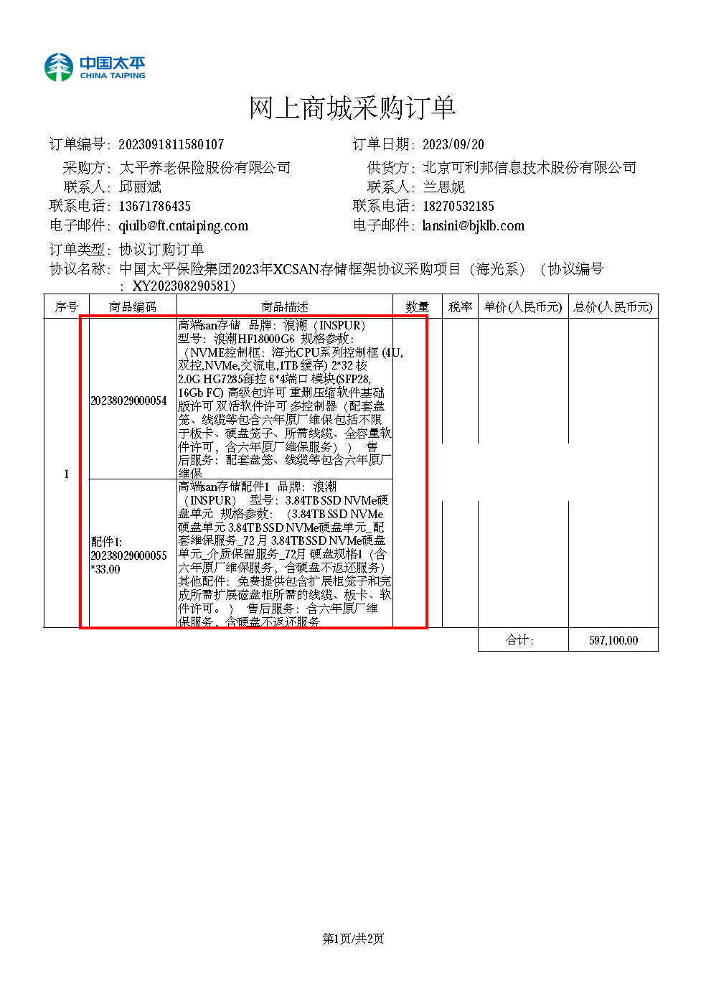 中国太平
CHINA TAIPING
网上商城采购订单
订单编号：2023091811580107
订单日期：2023/09/20
采购方：太平养老保险股份有限公司
供货方：北京可利邦信息技术股份有限公司
联系人：邱丽斌
联系人：兰思妮
联系电话：13671786435
联系电话：18270532185
电子邮件：qiulb@ft.cntaiping.com
电子邮件：lansini@bjklb.com
订单类型：协议订购订单
协议名称：中国太平保险集团2023年XCSAN存储框架协议采购项目（海光系）（协议编号
：XY202308290581）
序号 商品编码 商品描述 数量 税率 单价(人民币元) 总价(人民币元)
1
20238029000054
高端san存储 品牌：浪潮（INSPUR）
型号：浪潮HF18000G6 规格参数：
（NVME控制框：海光CPU系列控制框 (4U,
双控,NVMe,交流电,1TB 缓存) 2*32 核
2.0G HG7285每控 6*4端口 模块(SFP28,
16Gb FC) 高级包许可 重删压缩软件基础
版许可 双活软件许可 多控制器（配套盘
笼、线缆等包含六年原厂维保 包括不限
于板卡、硬盘笼子、所需线缆、全容量软
件许可，含六年原厂维保服务）） 售
后服务：配套盘笼、线缆等包含六年原厂
维保
配件1:
20238029000055
*33.00
高端san存储配件1 品牌：浪潮
（INSPUR） 型号：3.84TB SSD NVMe硬
盘单元 规格参数：（3.84TB SSD NVMe
硬盘单元 3.84TB SSD NVMe硬盘单元_配
套维保服务_72 月 3.84TB SSD NVMe硬盘
单元_介质保留服务_72月 硬盘规格1（含
六年原厂维保服务，含硬盘不返还服务）
其他配件：免费提供包含扩展柜笼子和完
成所需扩展磁盘柜所需的线缆、板卡、软
件许可。） 售后服务：含六年原厂维
保服务，含硬盘不返还服务
合计： 597,100.00
第1页/共2页